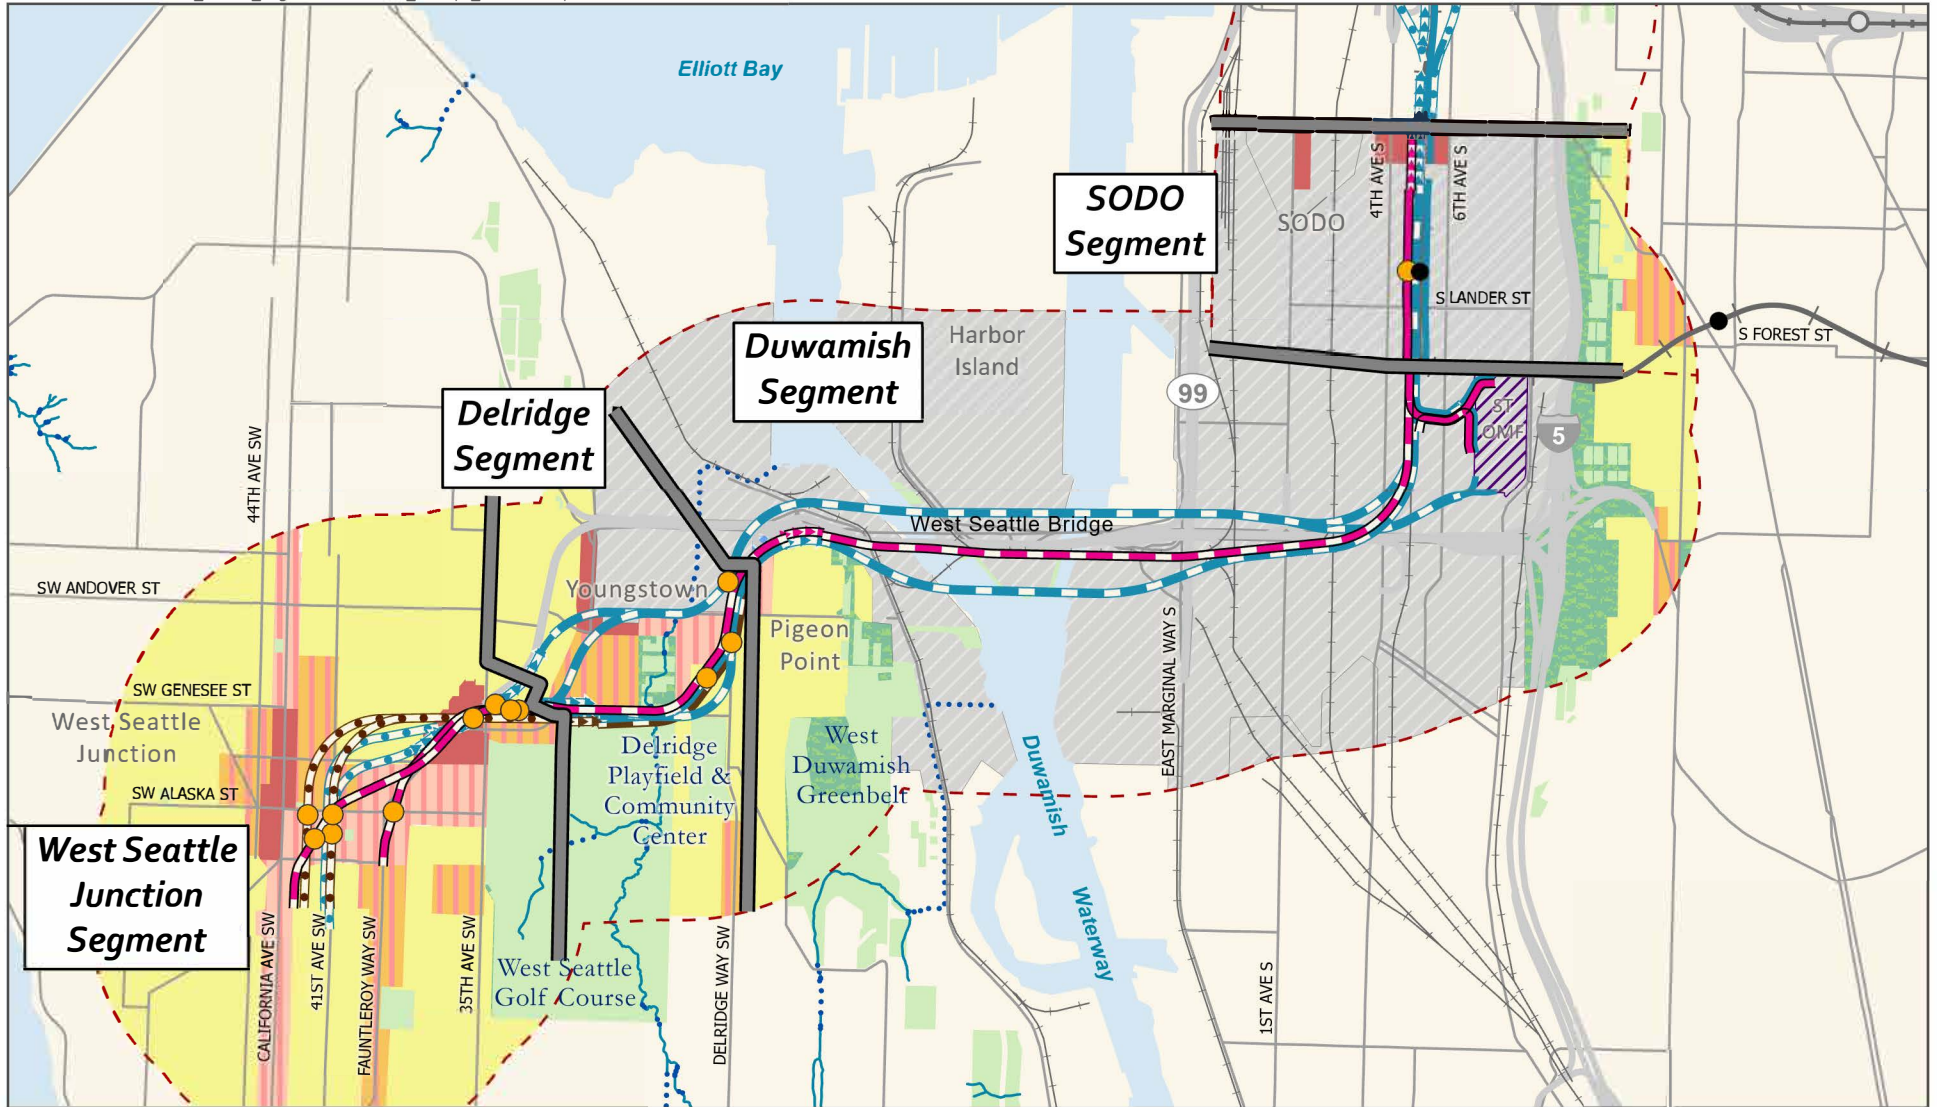 Elliott Bay
4TH AVE S
6TH AVE S
SODO
Segment
SODO
S LANDER ST
S FOREST ST
Duwamish
Segment
Harbor
Island
99
ST
OMF
5
Delridge
Segment
44TH AVE SW
West Seattle Bridge
SW ANDOVER ST
Youngstown
Pigeon
Point
EAST MARGINAL WAY S
SW GENESEE ST
West Seattle
Junction
Delridge
Playfield &
Community
Center
West
Duwamish
Greenbelt
Duwamish
Waterway
SW ALASKA ST
West Seattle
Junction
Segment
CALIFORNIA AVE SW
41ST AVE SW
FAUNTLEROY WAY SW
35TH AVE SW
West Seattle
Golf Course
DELRIDGE WAY SW
1ST AVE S